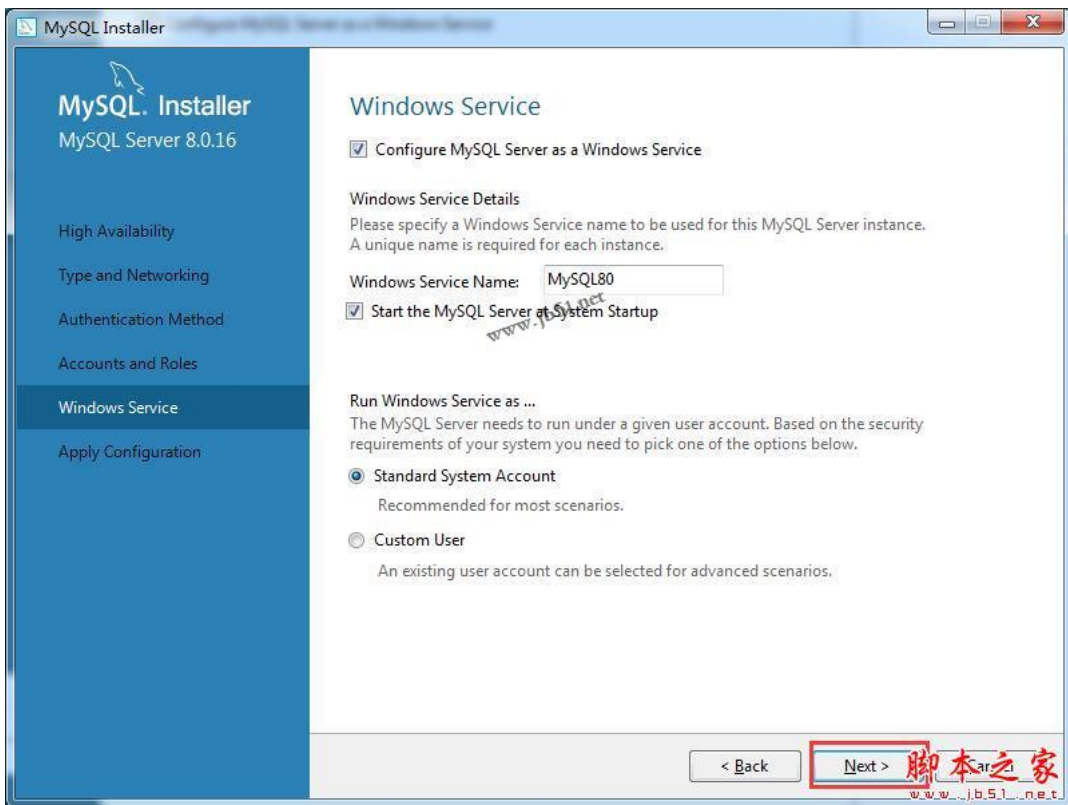 MySQL Installer
MySQL. Installer
MySQL Server 8.0.16
High Availability
Type and Networking
Authentication Method
Accounts and Roles
Windows Service
Apply Configuration
Windows Service
Configure MySQL Server as a Windows Service
Windows Service Details
Please specify a Windows Service name to be used for this MySQL Server instance.
A unique name is required for each instance.
Windows Service Name: MySQL80
Start the MySQL Server at System Startup
www.jb51.net
Run Windows Service as ...
The MySQL Server needs to run under a given user account. Based on the security
requirements of your system you need to pick one of the options below.
Standard System Account
Recommended for most scenarios.
Custom User
An existing user account can be selected for advanced scenarios.
< Back
Next >
脚本之家
www.jb51.net